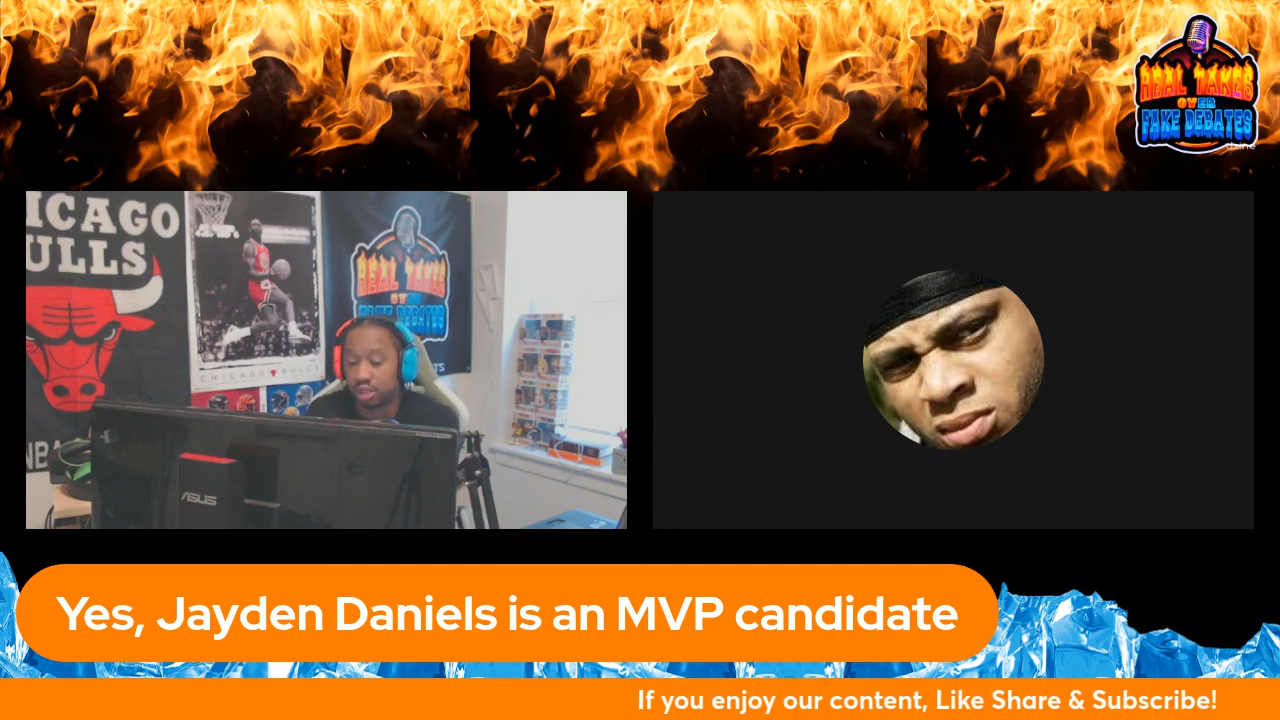 REAL TAKES
OVER
FAKE DEBATES
ICAGO
ULLS
CHICAGO BULLS
REAL TAKES
OVER
FAKE DEBATES
NBA
ASUS
Yes, Jayden Daniels is an MVP candidate
If you enjoy our content, Like Share & Subscribe!